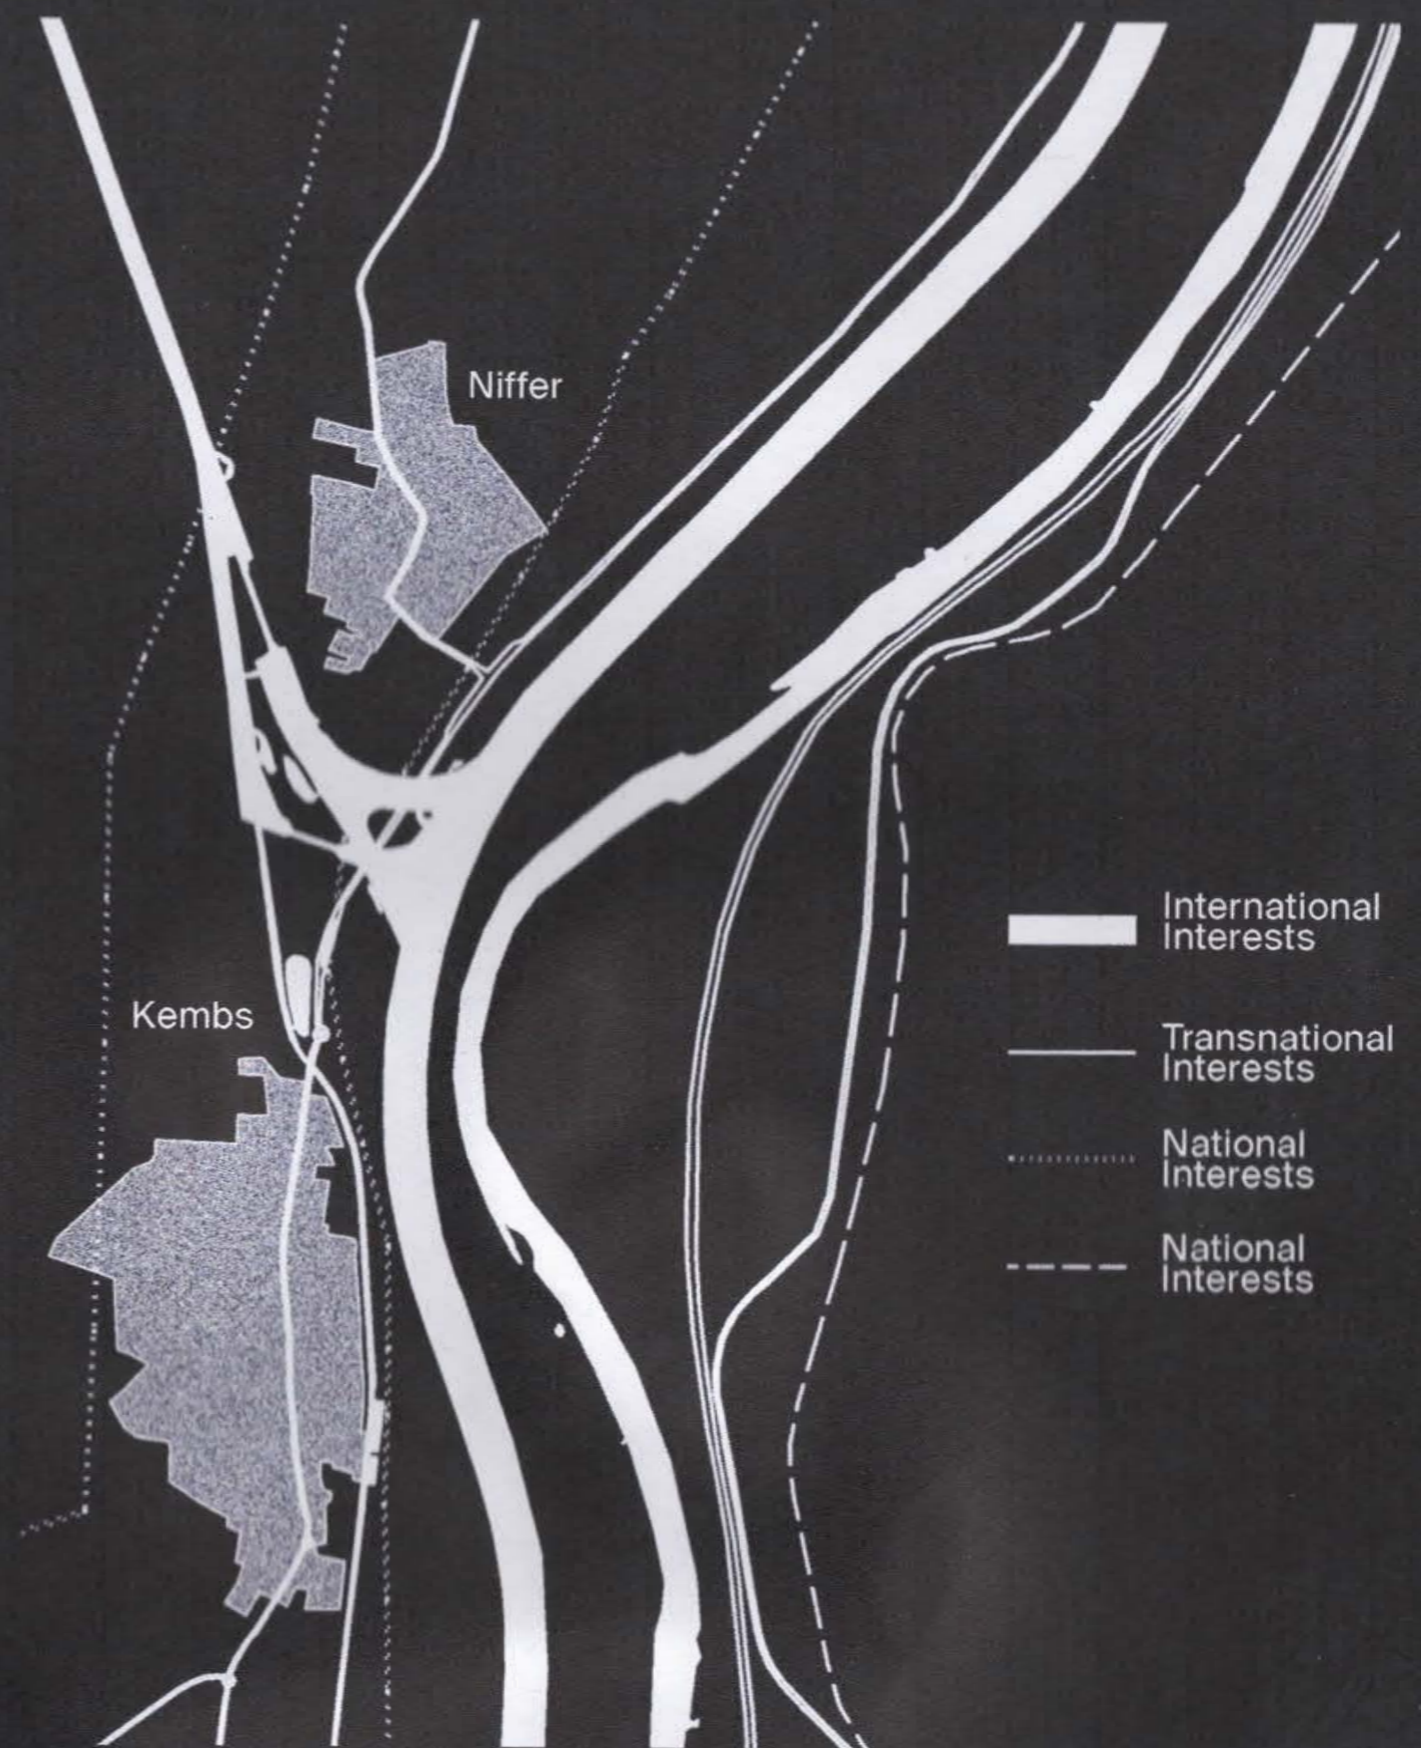 Niffer
Kembs
International
Interests
Transnational
Interests
National
Interests
National
Interests